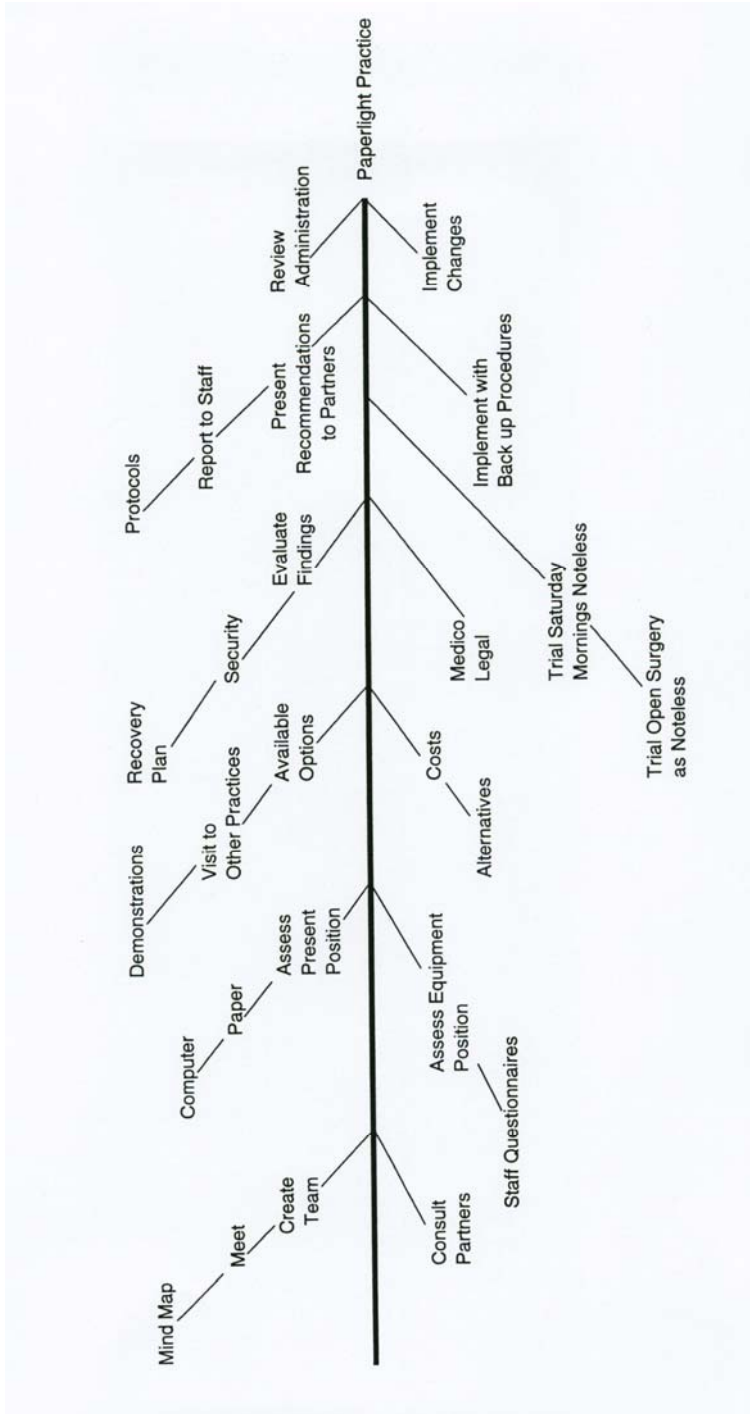 Mind Map
Meet
Create
Team
Consult
Partners
Computer
Paper
Assess
Present
Position
Assess Equipment
Position
Staff Questionnaires
Demonstrations
Visit to
Other Practices
Available
Options
Costs
Alternatives
Recovery
Plan
Security
Evaluate
Findings
Medico
Legal
Trial Saturday
Mornings Noteless
Trial Open Surgery
as Noteless
Protocols
Report to Staff
Present
Recommendations
to Partners
Implement with
Back up Procedures
Review
Administration
Implement
Changes
Paperlight Practice